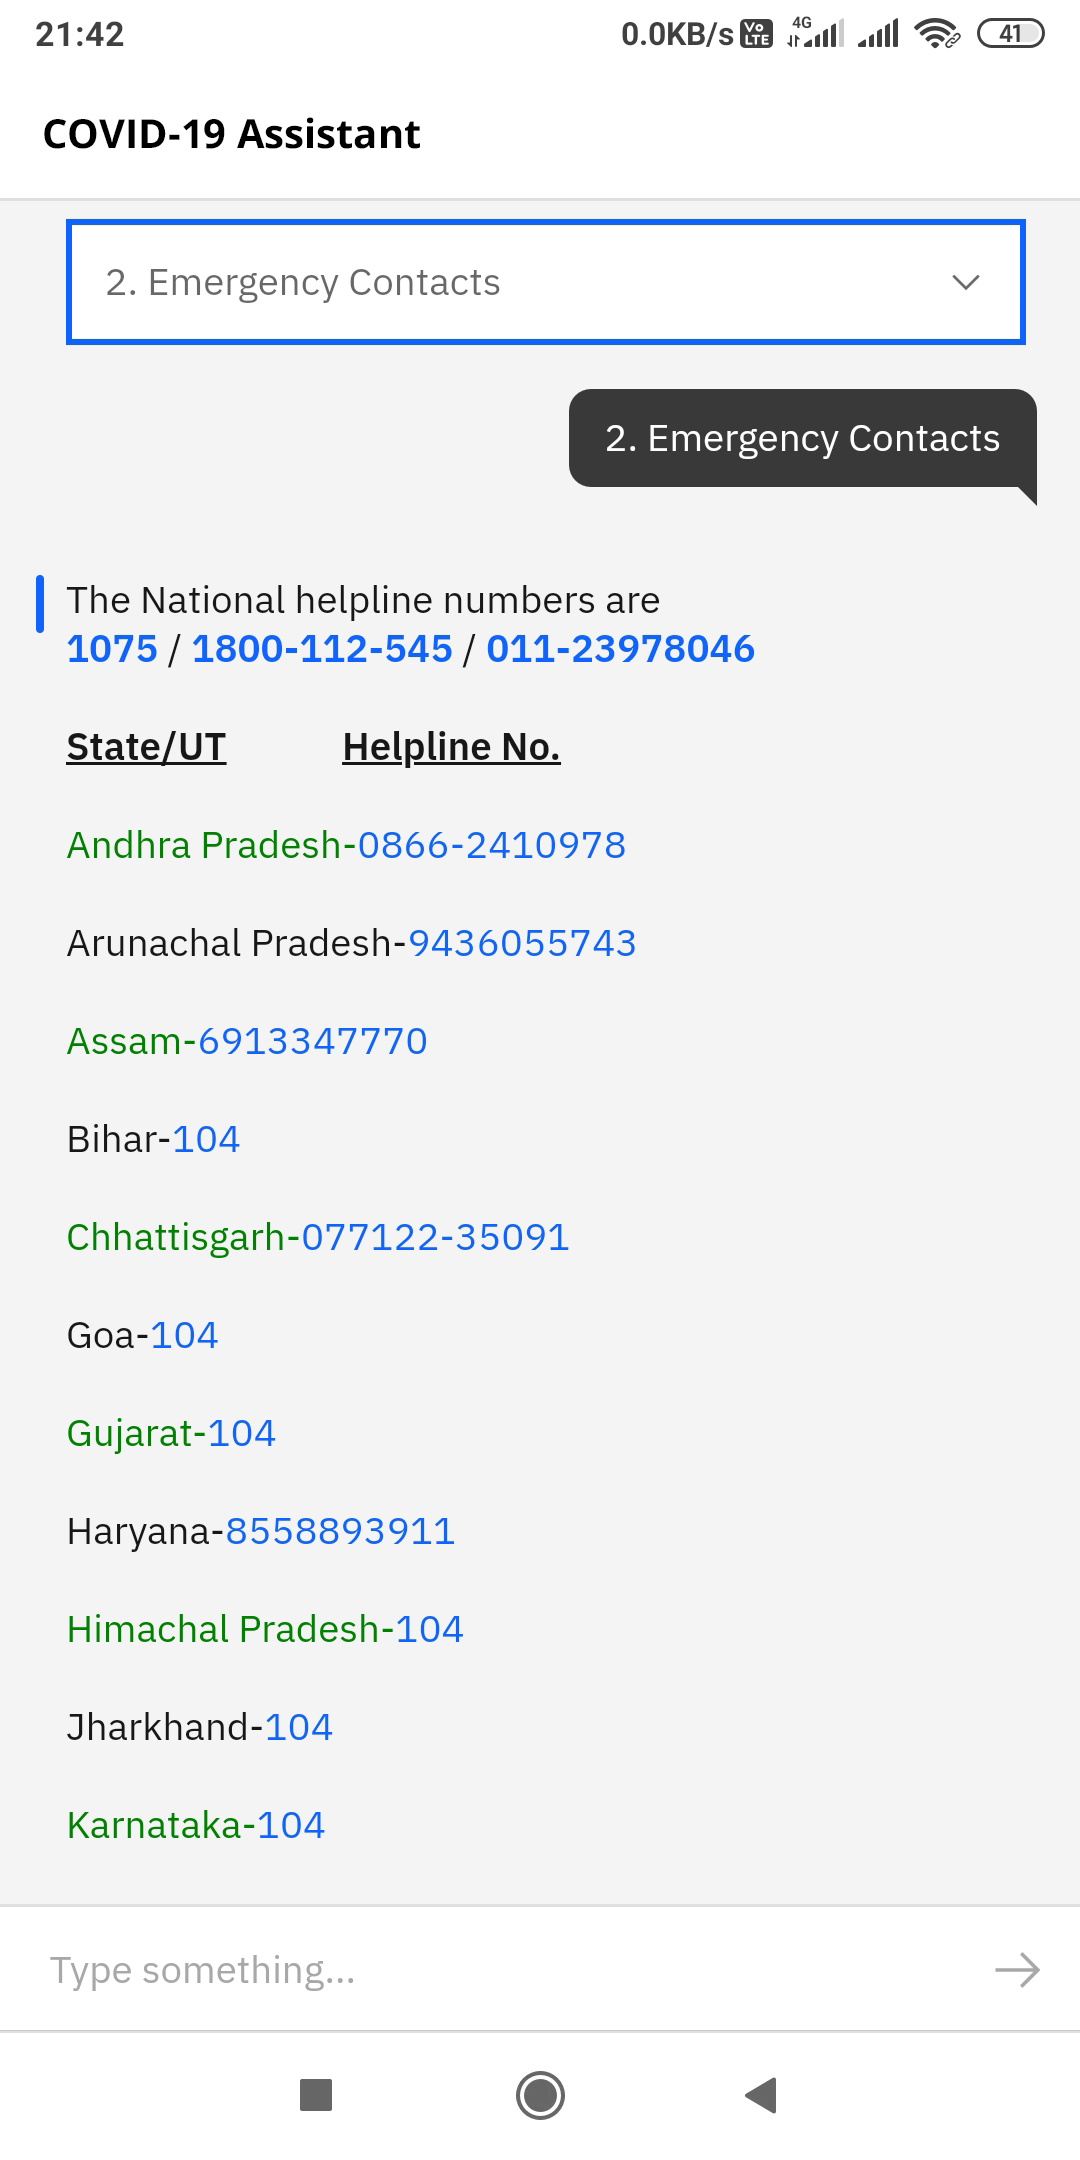 21:42 0.0KB/s Vo LTE 4G 41
COVID-19 Assistant
2. Emergency Contacts
2. Emergency Contacts
The National helpline numbers are
1075 / 1800-112-545 / 011-23978046
State/UT Helpline No.
Andhra Pradesh-0866-2410978
Arunachal Pradesh-9436055743
Assam-6913347770
Bihar-104
Chhattisgarh-077122-35091
Goa-104
Gujarat-104
Haryana-8558893911
Himachal Pradesh-104
Jharkhand-104
Karnataka-104
Type something...